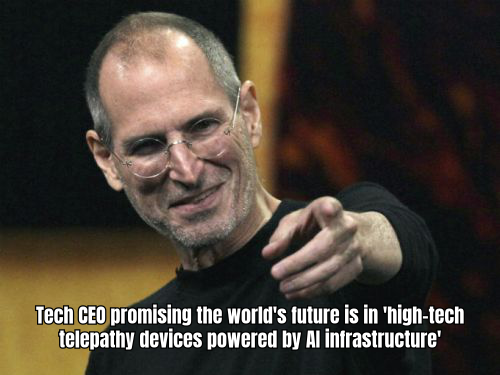 Tech CEO promising the world's future is in 'high-tech
telepathy devices powered by AI infrastructure'